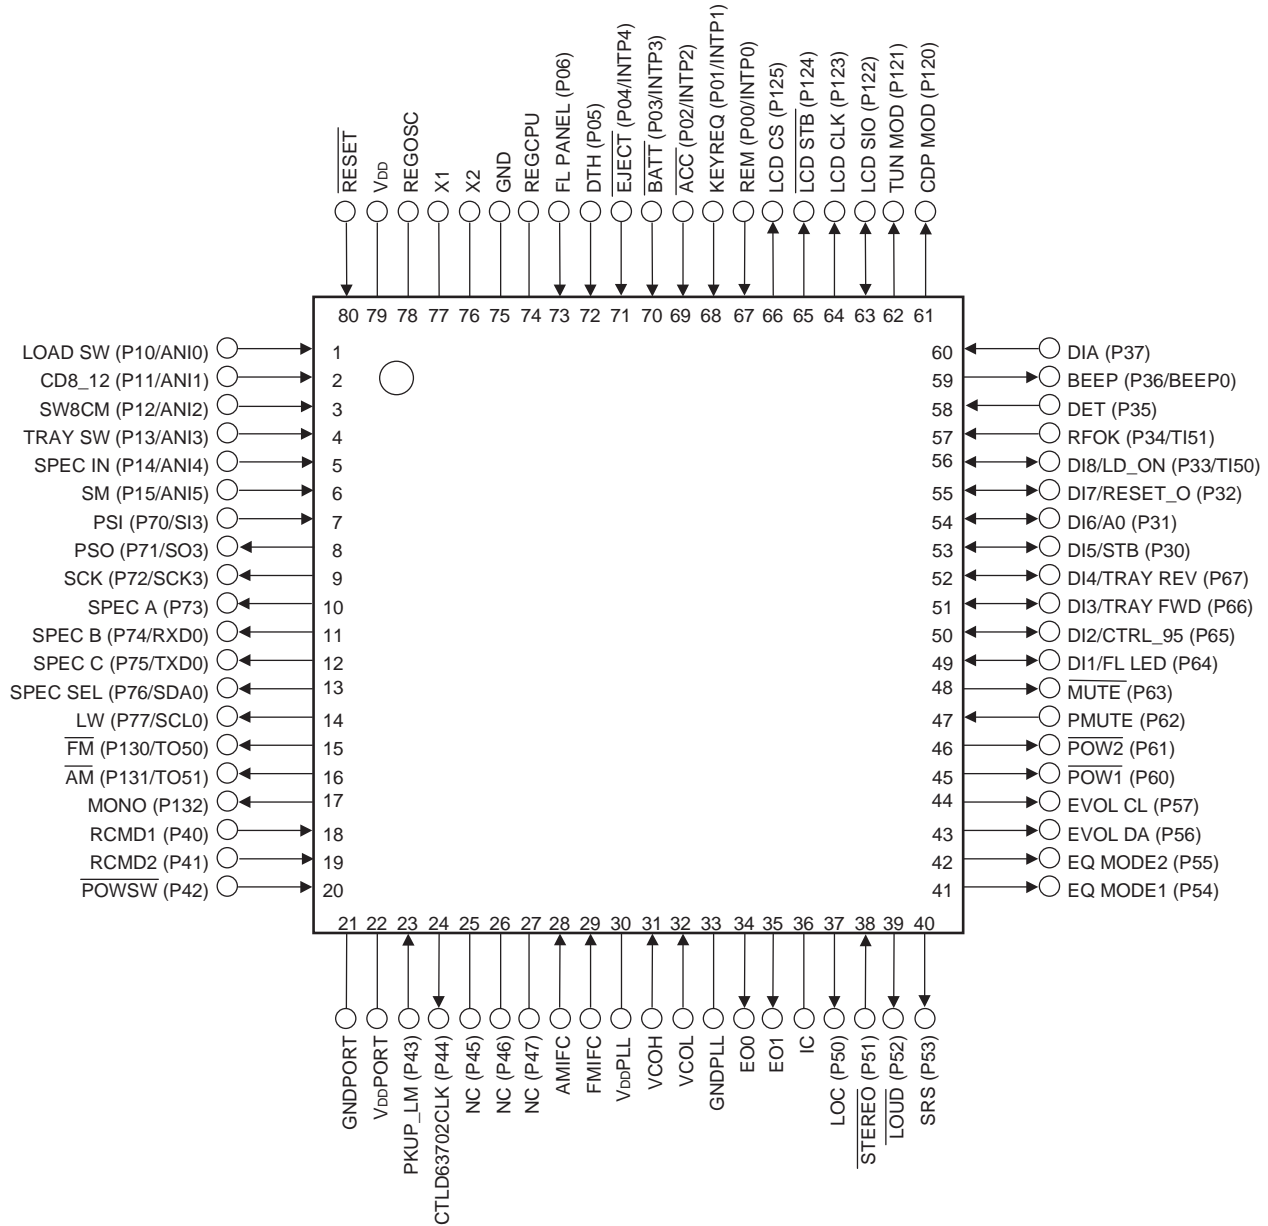 RESET
VDD
REGOSC
X1
X2
GND
REGCPU
FL PANEL (P06)
DTH (P05)
EJECT (P04/INTP4)
BATT (P03/INTP3)
ACC (P02/INTP2)
KEYREQ (P01/INTP1)
REM (P00/INTP0)
LCD CS (P125)
LCD STB (P124)
LCD CLK (P123)
LCD SIO (P122)
TUN MOD (P121)
CDP MOD (P120)
80 79 78 77 76 75 74 73 72 71 70 69 68 67 66 65 64 63 62 61
LOAD SW (P10/ANI0) 1
CD8_12 (P11/ANI1) 2
SW8CM (P12/ANI2) 3
TRAY SW (P13/ANI3) 4
SPEC IN (P14/ANI4) 5
SM (P15/ANI5) 6
PSI (P70/SI3) 7
PSO (P71/SO3) 8
SCK (P72/SCK3) 9
SPEC A (P73) 10
SPEC B (P74/RXD0) 11
SPEC C (P75/TXD0) 12
SPEC SEL (P76/SDA0) 13
LW (P77/SCL0) 14
FM (P130/TO50) 15
AM (P131/TO51) 16
MONO (P132) 17
RCMD1 (P40) 18
RCMD2 (P41) 19
POWSW (P42) 20
60 DIA (P37)
59 BEEP (P36/BEEP0)
58 DET (P35)
57 RFOK (P34/TI51)
56 DI8/LD_ON (P33/TI50)
55 DI7/RESET_O (P32)
54 DI6/A0 (P31)
53 DI5/STB (P30)
52 DI4/TRAY REV (P67)
51 DI3/TRAY FWD (P66)
50 DI2/CTRL_95 (P65)
49 DI1/FL LED (P64)
48 MUTE (P63)
47 PMUTE (P62)
46 POW2 (P61)
45 POW1 (P60)
44 EVOL CL (P57)
43 EVOL DA (P56)
42 EQ MODE2 (P55)
41 EQ MODE1 (P54)
21 22 23 24 25 26 27 28 29 30 31 32 33 34 35 36 37 38 39 40
GNDPORT
VDDPORT
PKUP_LM (P43)
CTLD63702CLK (P44)
NC (P45)
NC (P46)
NC (P47)
AMIFC
FMIFC
VDDPLL
VCOH
VCOL
GNDPLL
EO0
EO1
IC
LOC (P50)
STEREO (P51)
LOUD (P52)
SRS (P53)